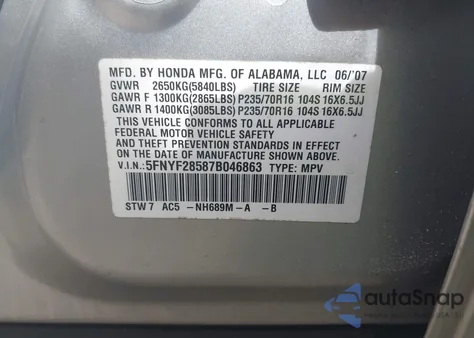 MFD. BY HONDA MFG. OF ALABAMA, LLC 06/'07
GVWR 2650KG(5840LBS) TIRE SIZE RIM SIZE
GAWR F 1300KG(2865LBS) P235/70R16 104S 16X6.5JJ
GAWR R 1400KG(3085LBS) P235/70R16 104S 16X6.5JJ
THIS VEHICLE CONFORMS TO ALL APPLICABLE
FEDERAL MOTOR VEHICLE SAFETY
AND THEFT PREVENTION STANDARDS IN EFFECT
ON THE DATE OF MANUFACTURE SHOWN ABOVE.
V.I.N.: 5FNYF28587B046863 TYPE: MPV
STW7 AC5 -NH689M-A -B
autoSnap